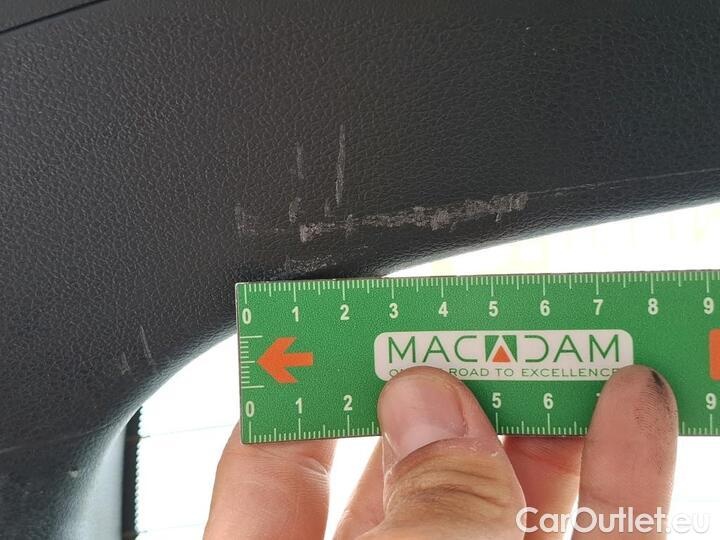 0 1 2 3 4 5 6 7 8 9
MACADAM
ROAD TO EXCELLENCE
0 1 2 5 6 9
CarOutlet.eu